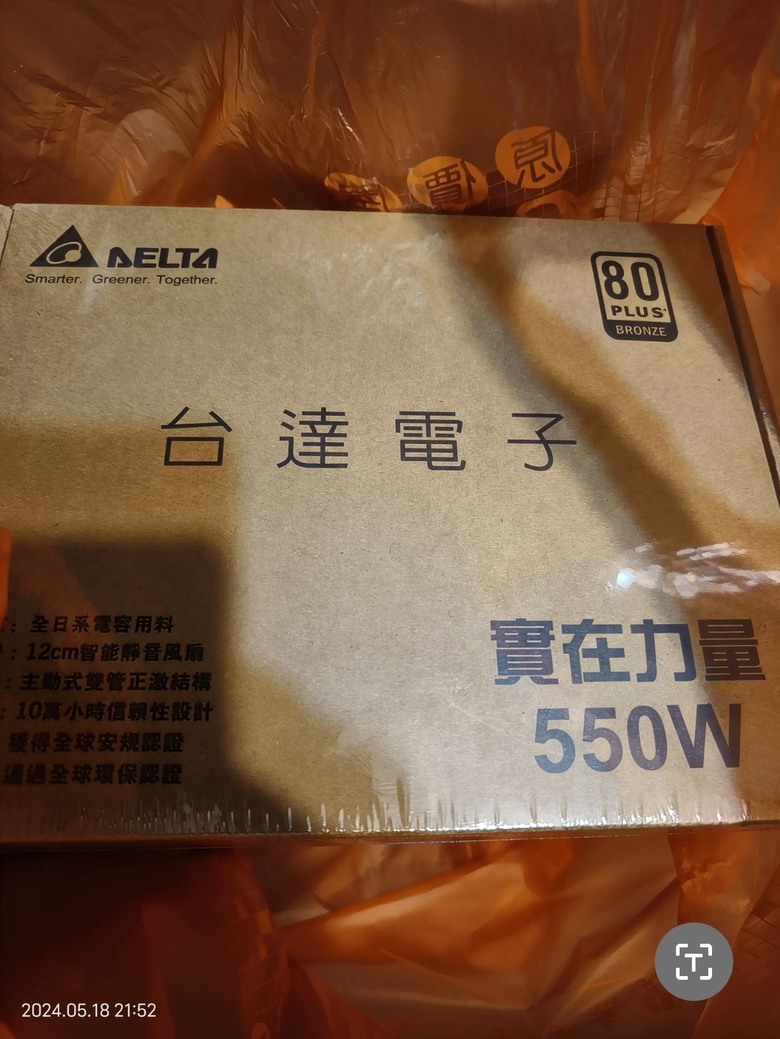 DELTA
Smarter. Greener. Together.
80
PLUS
BRONZE
台達電子
: 全日系電容用料
: 12cm智能靜音風扇
: 主動式雙管正激結構
: 10萬小時信賴性設計
獲得全球安規認證
通過全球環保認證
實在力量
550W
2024.05.18 21:52